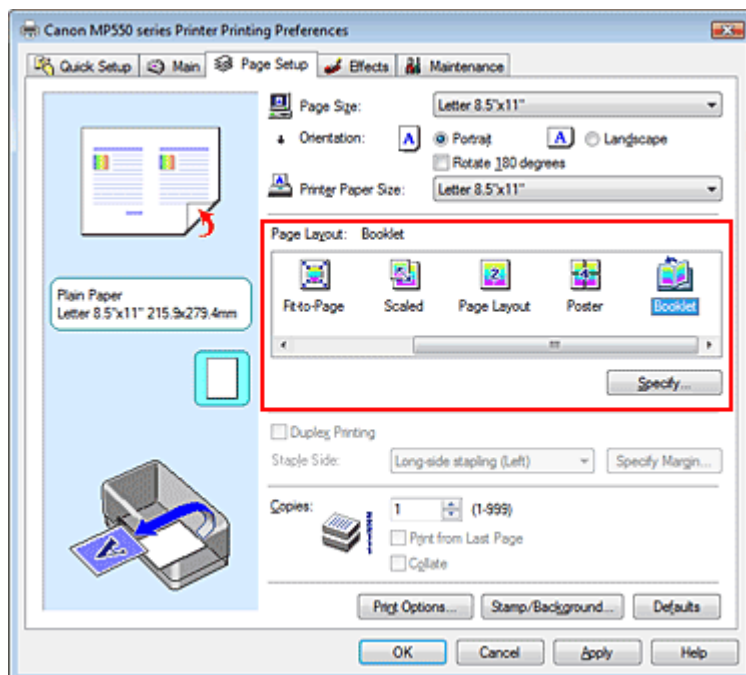 Canon MP550 series Printer Printing Preferences
Quick Setup Main Page Setup Effects Maintenance
Page Size: Letter 8.5"x11"
Orientation: A Portrait A Landscape
Rotate 180 degrees
Printer Paper Size: Letter 8.5"x11"
Page Layout: Booklet
Fit-to-Page Scaled Page Layout Poster Booklet
Specify...
Plain Paper
Letter 8.5"x11" 215.9x279.4mm
Duplex Printing
Staple Side: Long-side stapling (Left) Specify Margin...
Copies: 1 (1-999)
Print from Last Page
Collate
Print Options... Stamp/Background... Defaults
OK Cancel Apply Help